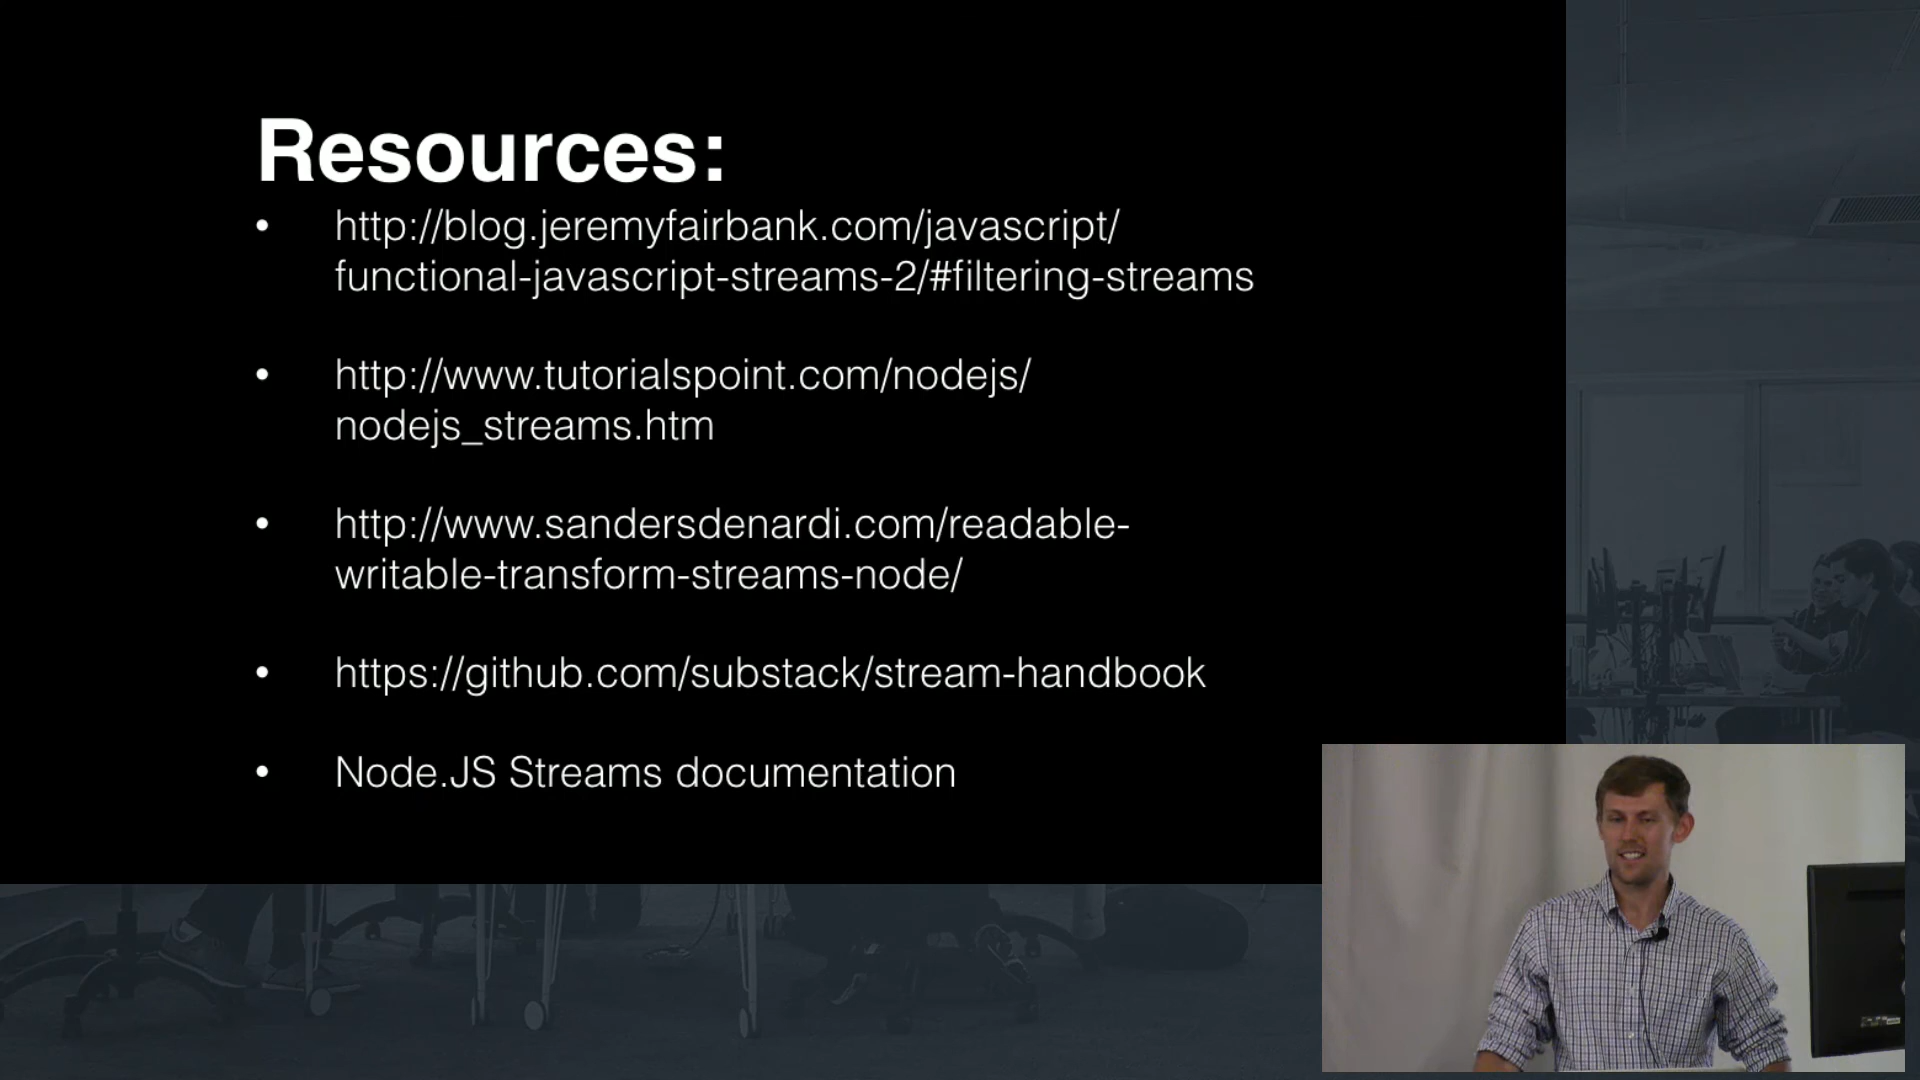 Resources:
• http://blog.jeremyfairbank.com/javascript/
functional-javascript-streams-2/#filtering-streams
• http://www.tutorialspoint.com/nodejs/
nodejs_streams.htm
• http://www.sandersdenardi.com/readable-
writable-transform-streams-node/
• https://github.com/substack/stream-handbook
• Node.JS Streams documentation